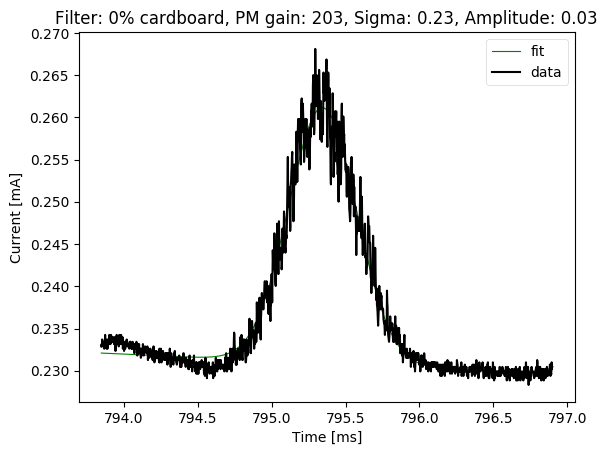 Filter: 0% cardboard, PM gain: 203, Sigma: 0.23, Amplitude: 0.03
0.270
0.265
0.260
0.255
0.250
0.245
0.240
0.235
0.230
Current [mA]
fit
data
794.0 794.5 795.0 795.5 796.0 796.5 797.0
Time [ms]